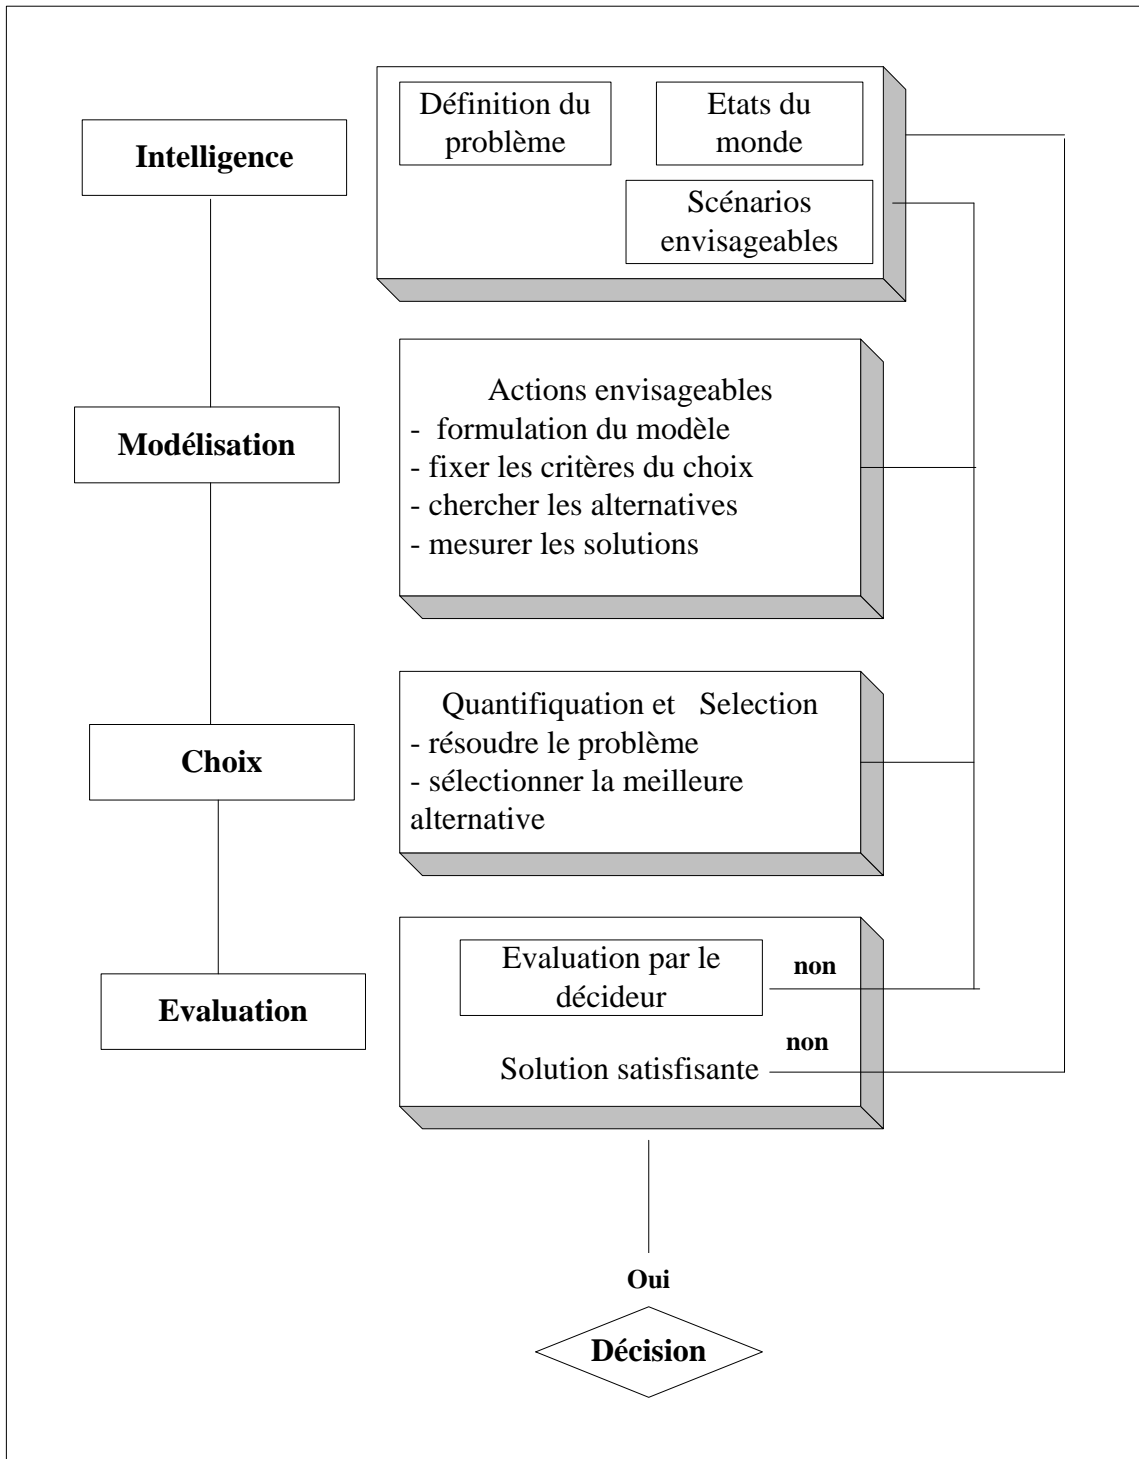 Définition du
problème
Etats du
monde
Intelligence
Scénarios
envisageables
Actions envisageables
- formulation du modèle
- fixer les critères du choix
- chercher les alternatives
- mesurer les solutions
Modélisation
Quantifiquation et Selection
- résoudre le problème
- sélectionner la meilleure
alternative
Choix
Evaluation par le
décideur
non
Evaluation
non
Solution satisfisante
Oui
Décision